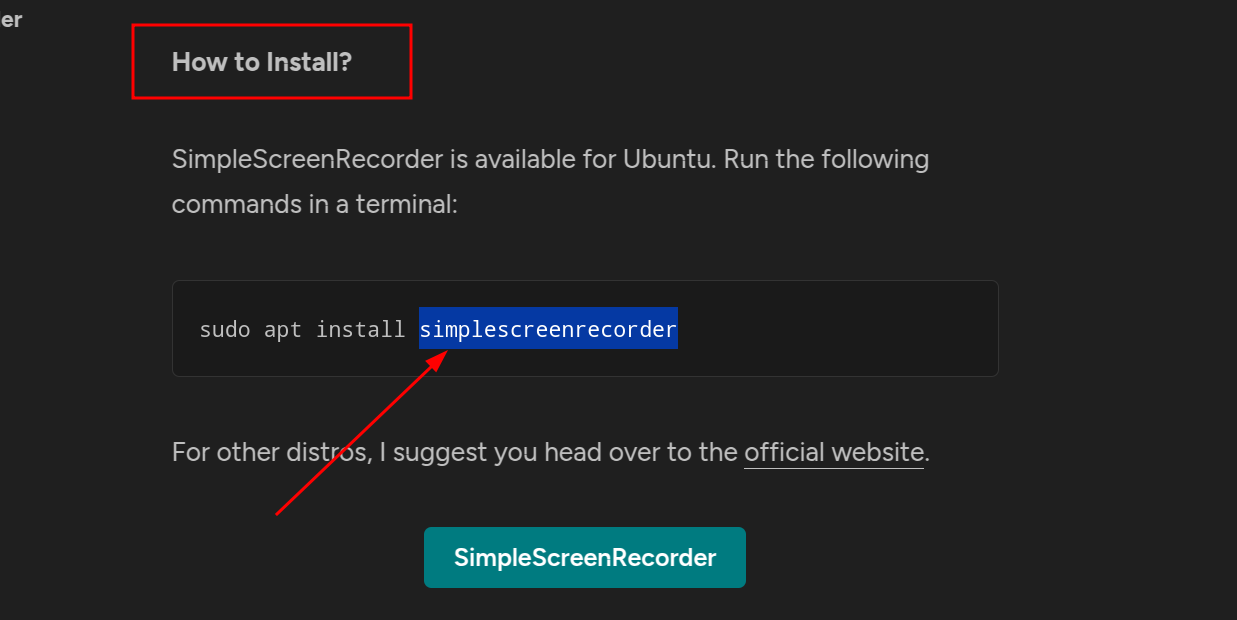 er
How to Install?
SimpleScreenRecorder is available for Ubuntu. Run the following
commands in a terminal:
sudo apt install simplescreenrecorder
For other distros, I suggest you head over to the official website.
SimpleScreenRecorder